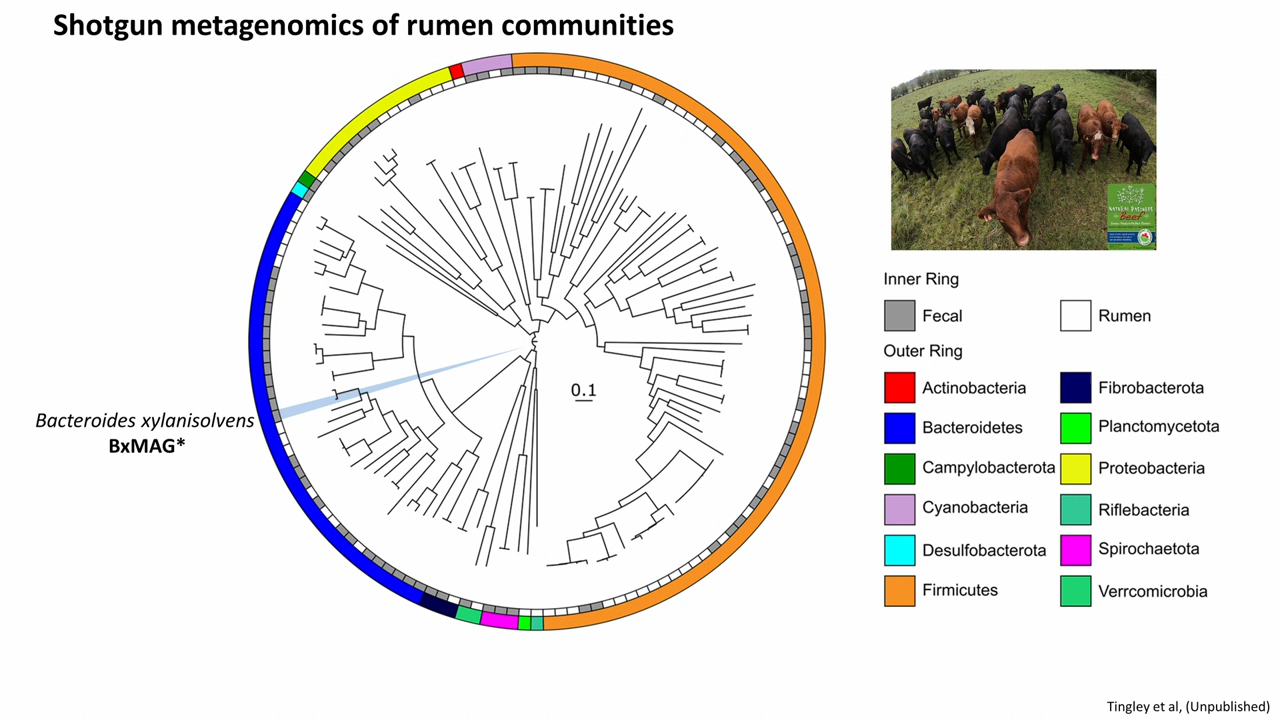 Shotgun metagenomics of rumen communities
Bacteroides xylanisolvens
BxMAG*
0.1
Beef
Inner Ring
Fecal
Rumen
Outer Ring
Actinobacteria
Fibrobacterota
Bacteroidetes
Planctomycetota
Campylobacterota
Proteobacteria
Cyanobacteria
Riflebacteria
Desulfobacterota
Spirochaetota
Firmicutes
Verrcomicrobia
Tingley et al, (Unpublished)